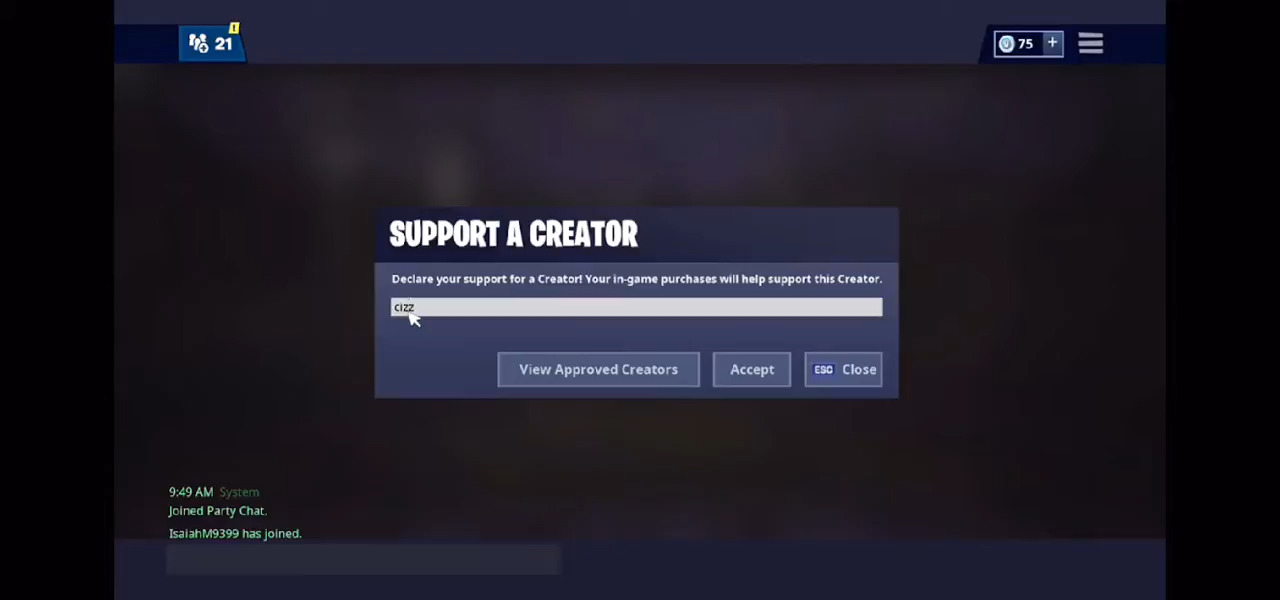 !
21
75 +
SUPPORT A CREATOR
Declare your support for a Creator! Your in-game purchases will help support this Creator.
cizz
View Approved Creators Accept ESC Close
9:49 AM System
Joined Party Chat.
IsaiahM9399 has joined.